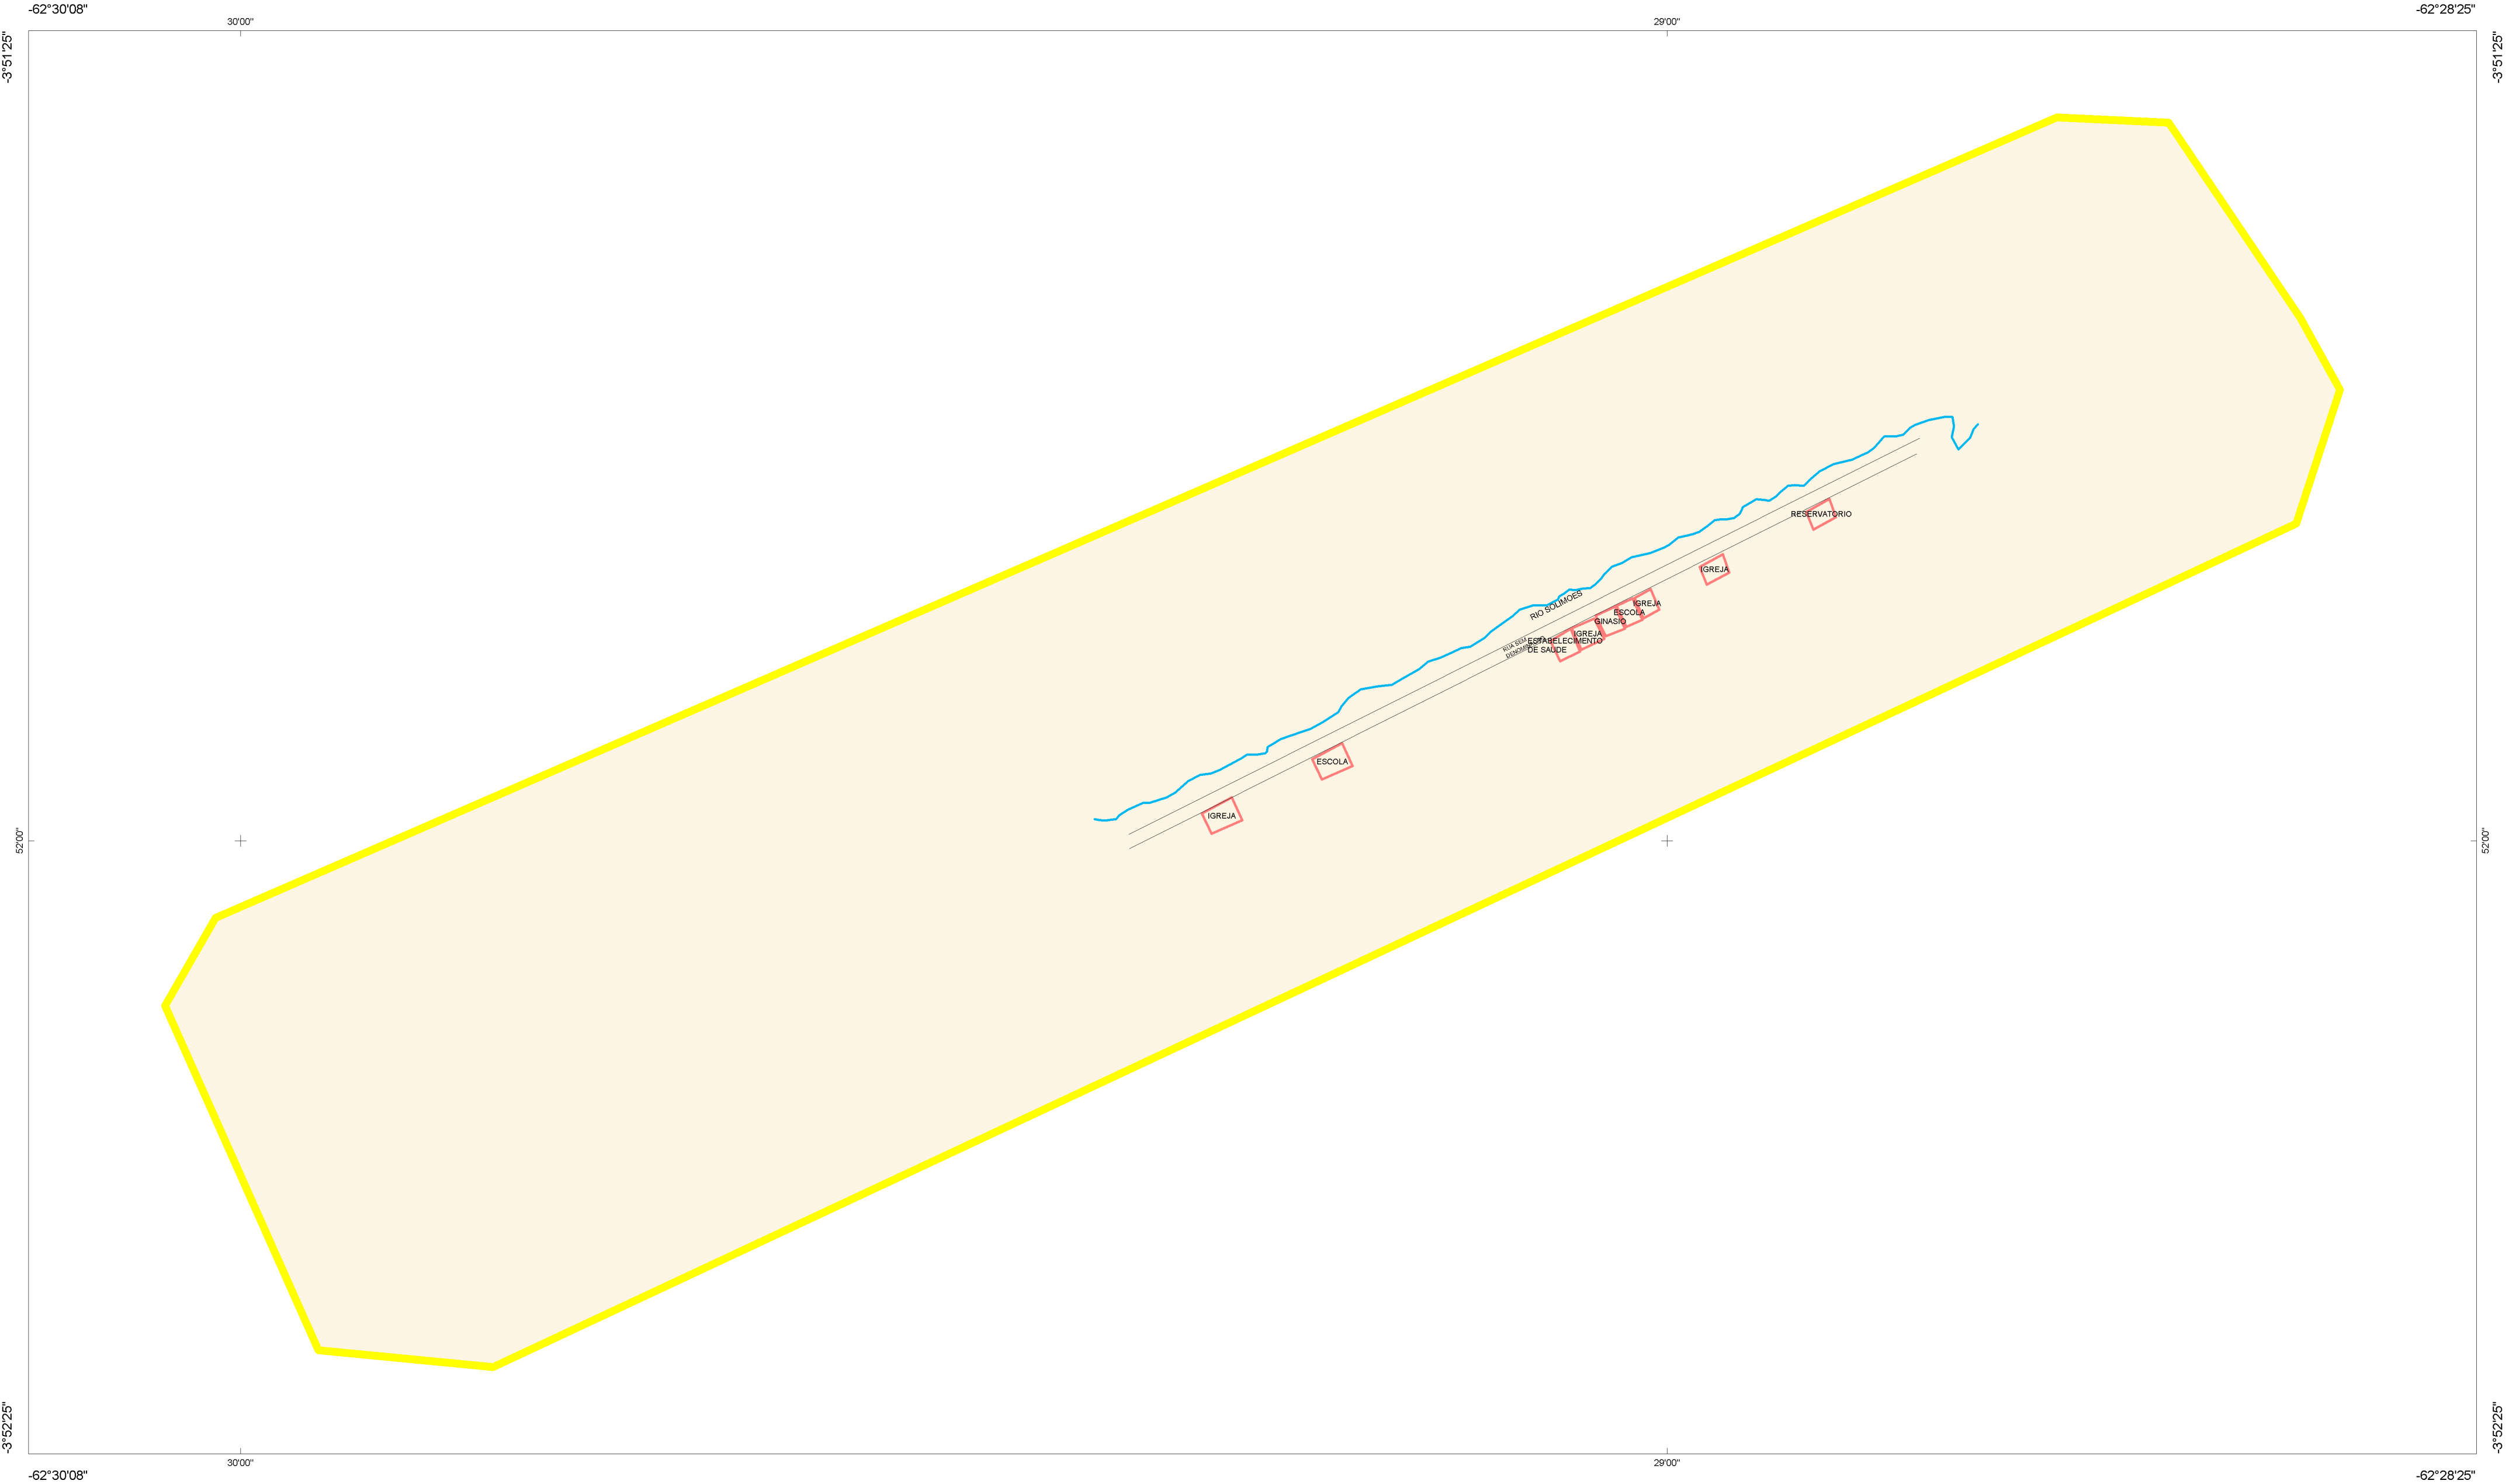 -62°30'08"
-62°28'25"
30'00"
29'00"
-3°51'25"
-3°51'25"
RESERVATORIO
IGREJA
RIO SOLIMOES
IGREJA
ESCOLA
GINASIO
IGREJA
RUA SEM
ESTABELECIMENTO
DE SAUDE
ESCOLA
IGREJA
52'00"
52'00"
-3°52'25"
-3°52'25"
30'00"
29'00"
-62°30'08"
-62°28'25"